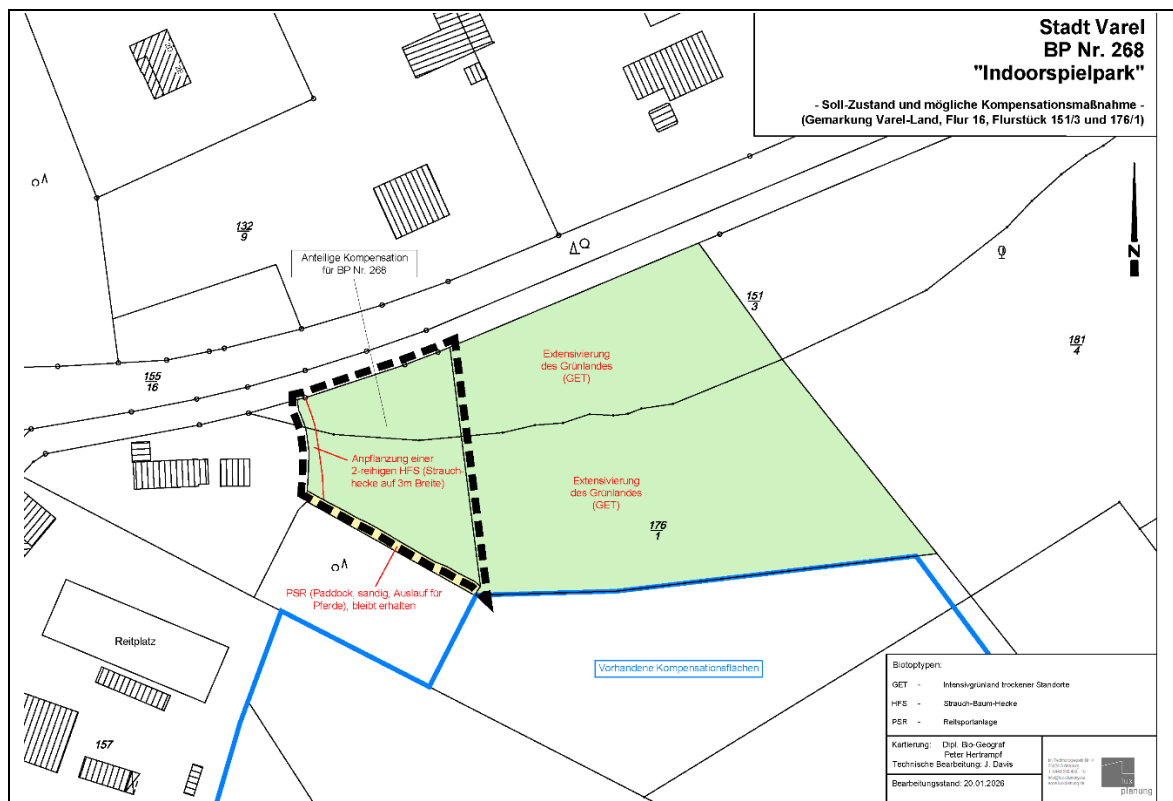 Stadt Varel
BP Nr. 268
"Indoorspielpark"
- Soll-Zustand und mögliche Kompensationsmaßnahme -
(Gemarkung Varel-Land, Flur 16, Flurstück 151/3 und 176/1)
20 - 26
132
9
Anteilige Kompensation
für BP Nr. 268
N
151
3
181
4
155
16
Extensivierung
des Grünlandes
(GET)
Anpflanzung einer
2-reihigen HFS (Strauch-
hecke auf 3m Breite)
Extensivierung
des Grünlandes
(GET)
176
1
PSR (Paddock, sandig, Auslauf für
Pferde), bleibt erhalten
Reitplatz
Vorhandene Kompensationsflächen
157
Biotoptypen:
GET - Intensivgrünland trockener Standorte
HFS - Strauch-Baum-Hecke
PSR - Reitsportanlage
Kartierung: Dipl. Bio-Geograf
Peter Hertrampf
Technische Bearbeitung: J. Davis
Bearbeitungsstand: 20.01.2026
lux
planung